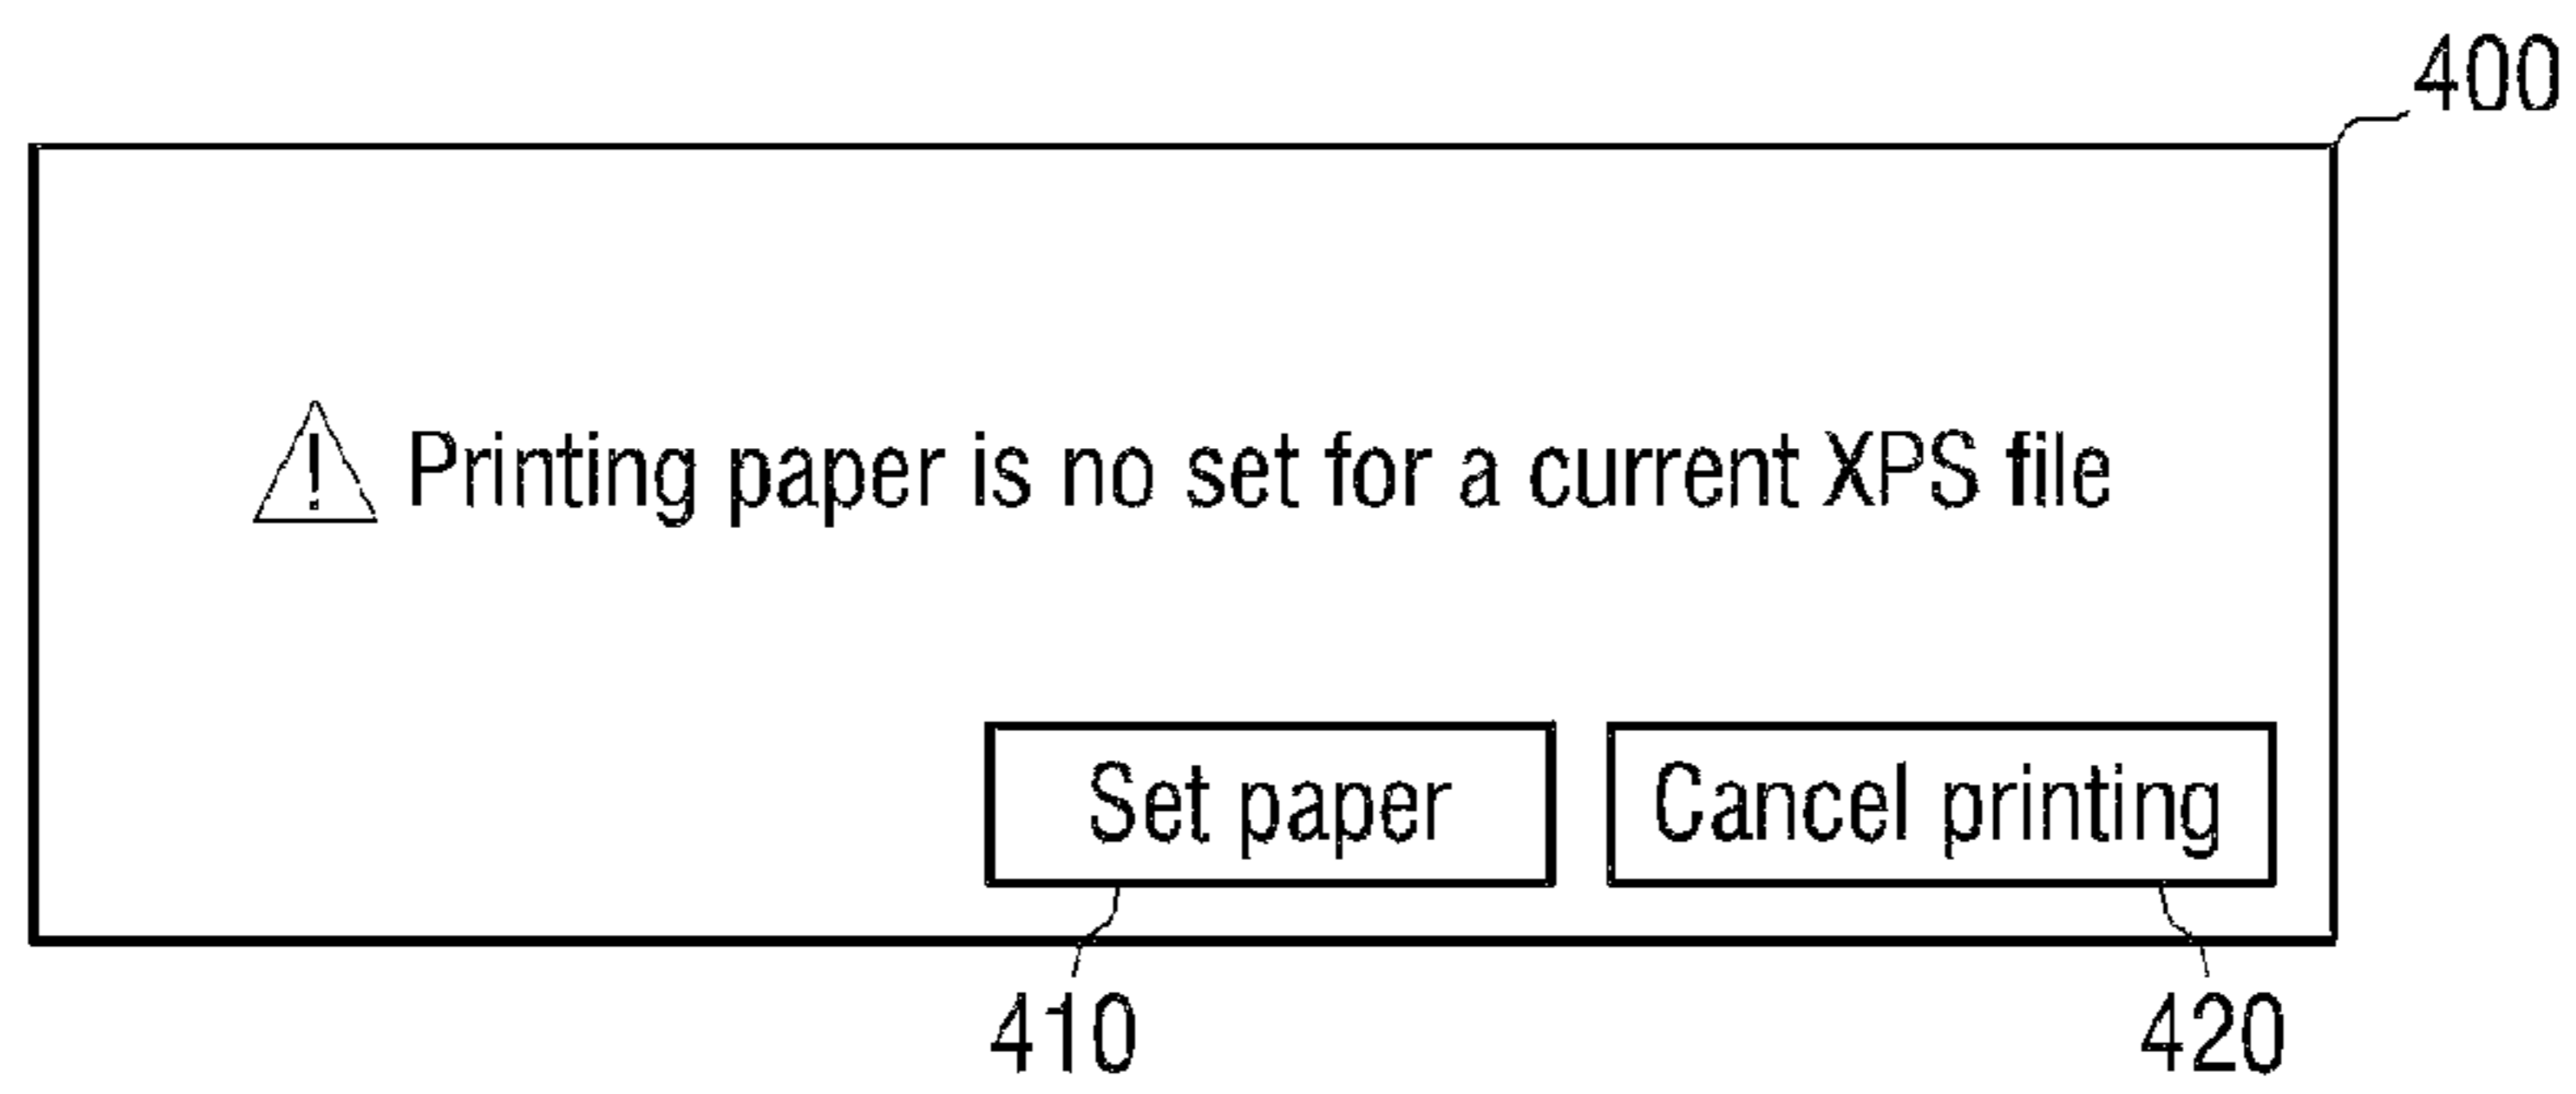 400
! Printing paper is no set for a current XPS file
Set paper Cancel printing
410 420